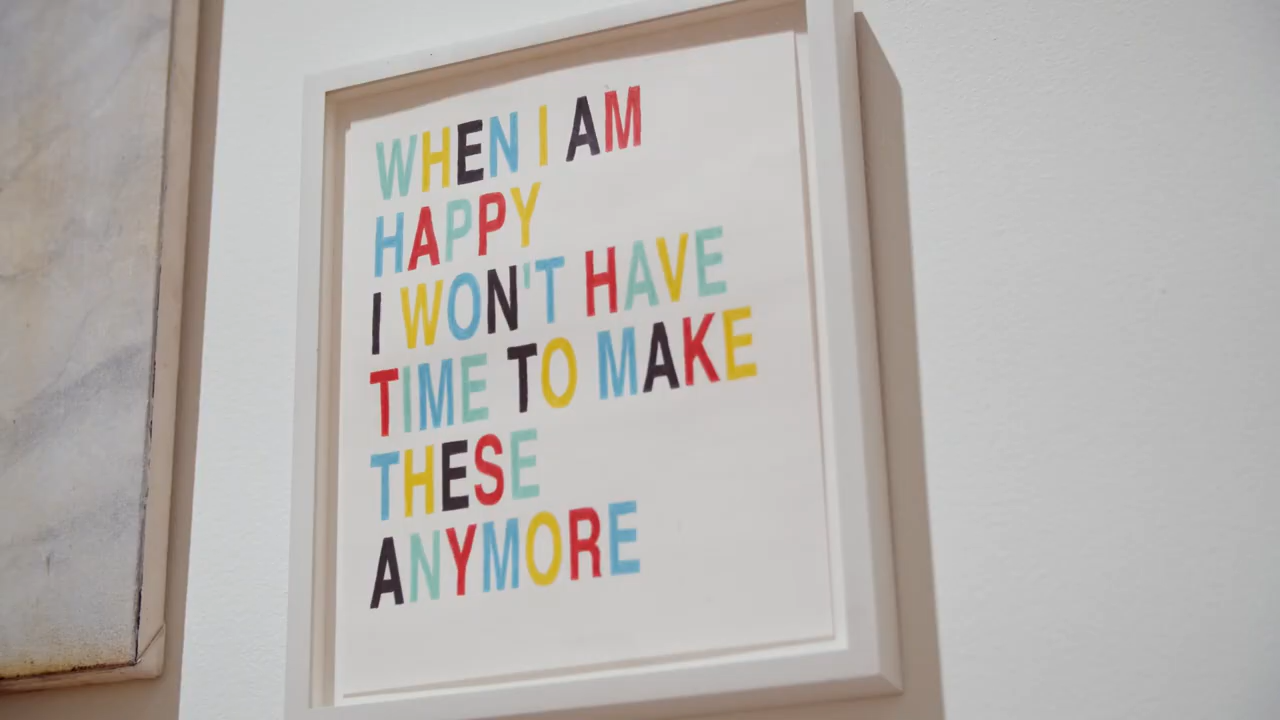 WHEN I AM
HAPPY
I WON'T HAVE
TIME TO MAKE
THESE
ANYMORE